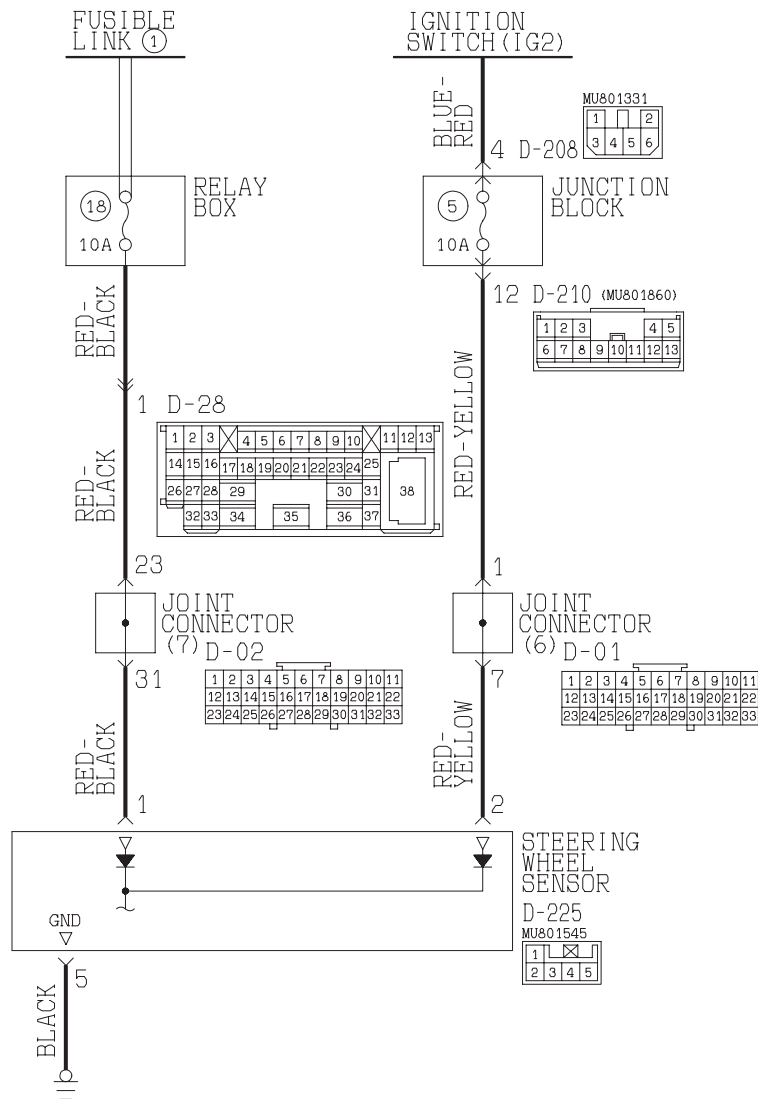 FUSIBLE
LINK 1
IGNITION
SWITCH(IG2)
BLUE-
RED
MU801331
1 2
3 4 5 6
4 D-208
18
10A
RELAY
BOX
5
10A
JUNCTION
BLOCK
12 D-210 (MU801860)
1 2 3 4 5
6 7 8 9 10 11 12 13
RED-
BLACK
1 D-28
1 2 3 4 5 6 7 8 9 10 11 12 13
14 15 16 17 18 19 20 21 22 23 24 25
26 27 28 29 30 31 38
32 33 34 35 36 37
RED-
BLACK
RED-YELLOW
23
JOINT
CONNECTOR
(7) D-02
31
1 2 3 4 5 6 7 8 9 10 11
12 13 14 15 16 17 18 19 20 21 22
23 24 25 26 27 28 29 30 31 32 33
1
JOINT
CONNECTOR
(6) D-01
7
1 2 3 4 5 6 7 8 9 10 11
12 13 14 15 16 17 18 19 20 21 22
23 24 25 26 27 28 29 30 31 32 33
RED-
BLACK
1
RED-
YELLOW
2
STEERING
WHEEL
SENSOR
D-225
MU801545
1
2 3 4 5
GND
5
BLACK